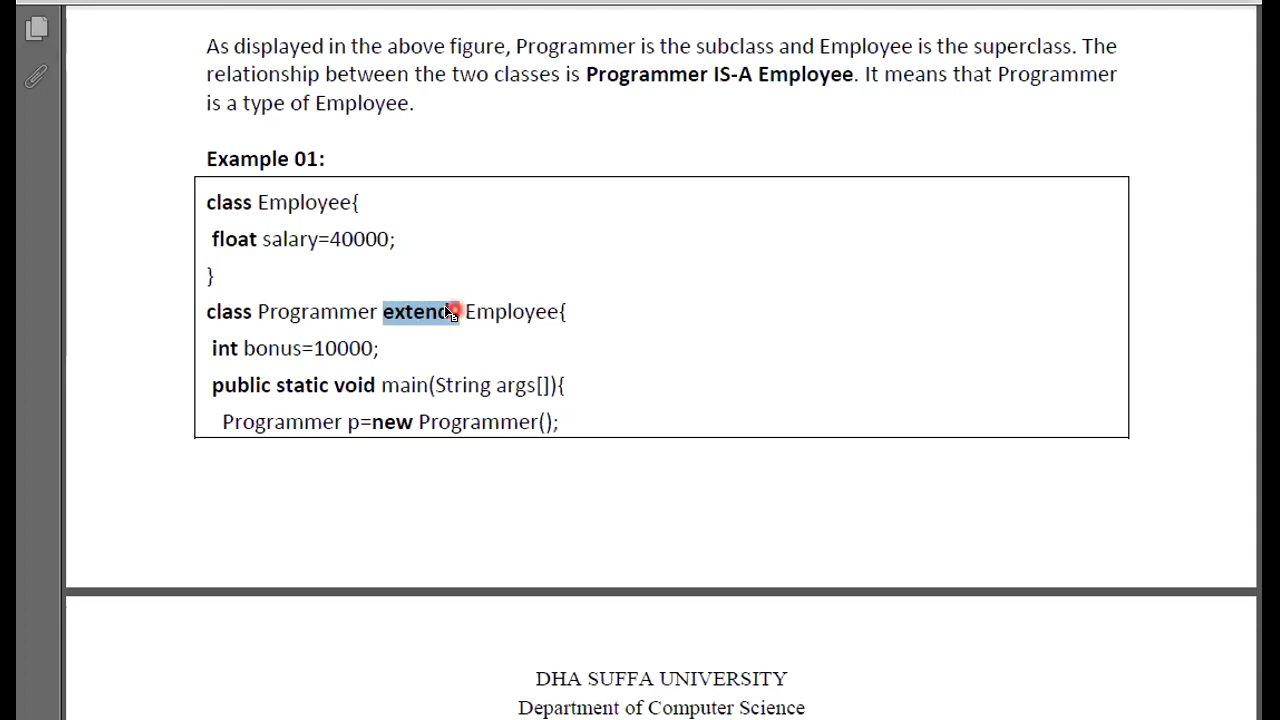 As displayed in the above figure, Programmer is the subclass and Employee is the superclass. The
relationship between the two classes is Programmer IS-A Employee. It means that Programmer
is a type of Employee.
Example 01:
class Employee{
float salary=40000;
}
class Programmer extends Employee{
int bonus=10000;
public static void main(String args[]){
Programmer p=new Programmer();
DHA SUFFA UNIVERSITY
Department of Computer Science